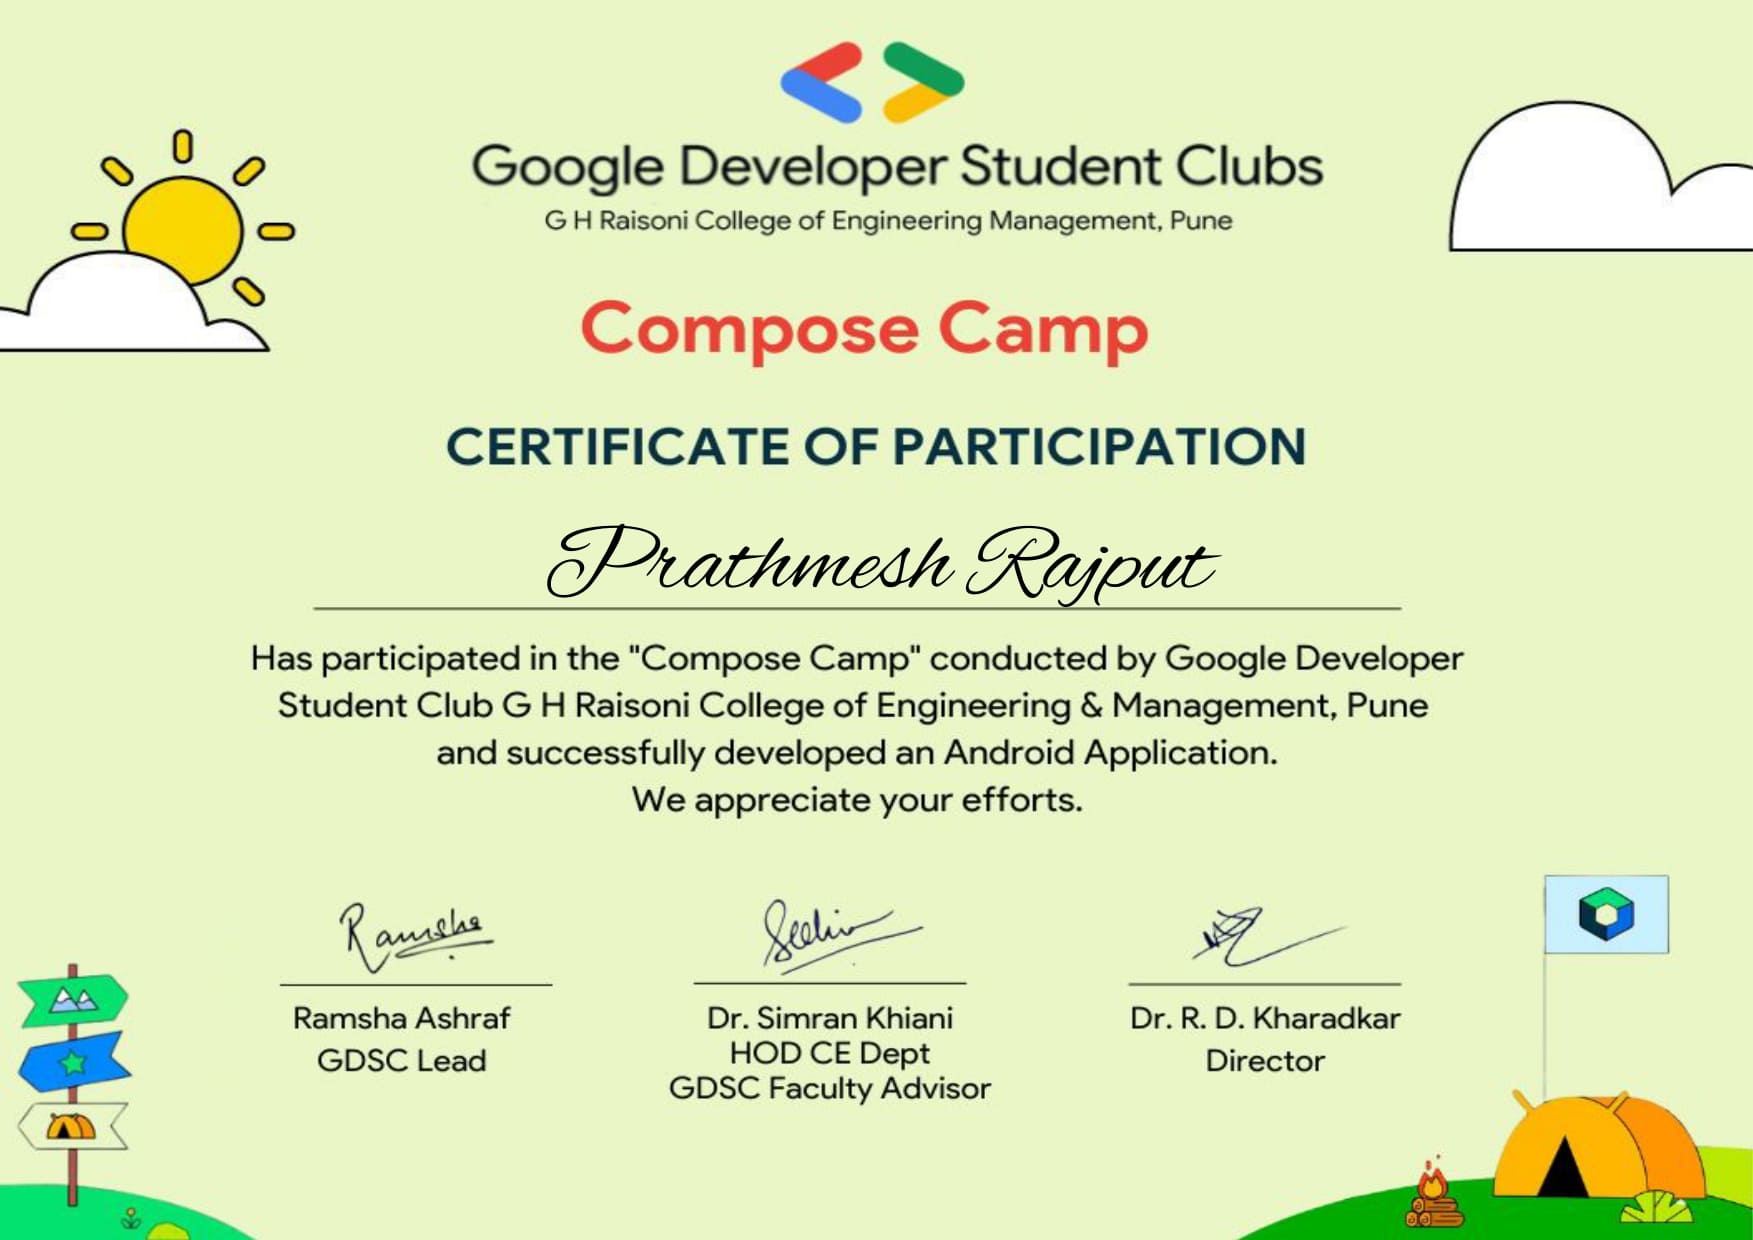 Google Developer Student Clubs
G H Raisoni College of Engineering Management, Pune
Compose Camp
CERTIFICATE OF PARTICIPATION
Prathmesh Rajput
Has participated in the "Compose Camp" conducted by Google Developer
Student Club G H Raisoni College of Engineering & Management, Pune
and successfully developed an Android Application.
We appreciate your efforts.
Ramsha
Ramsha Ashraf
GDSC Lead
Dr. Simran Khiani
HOD CE Dept
GDSC Faculty Advisor
Dr. R. D. Kharadkar
Director